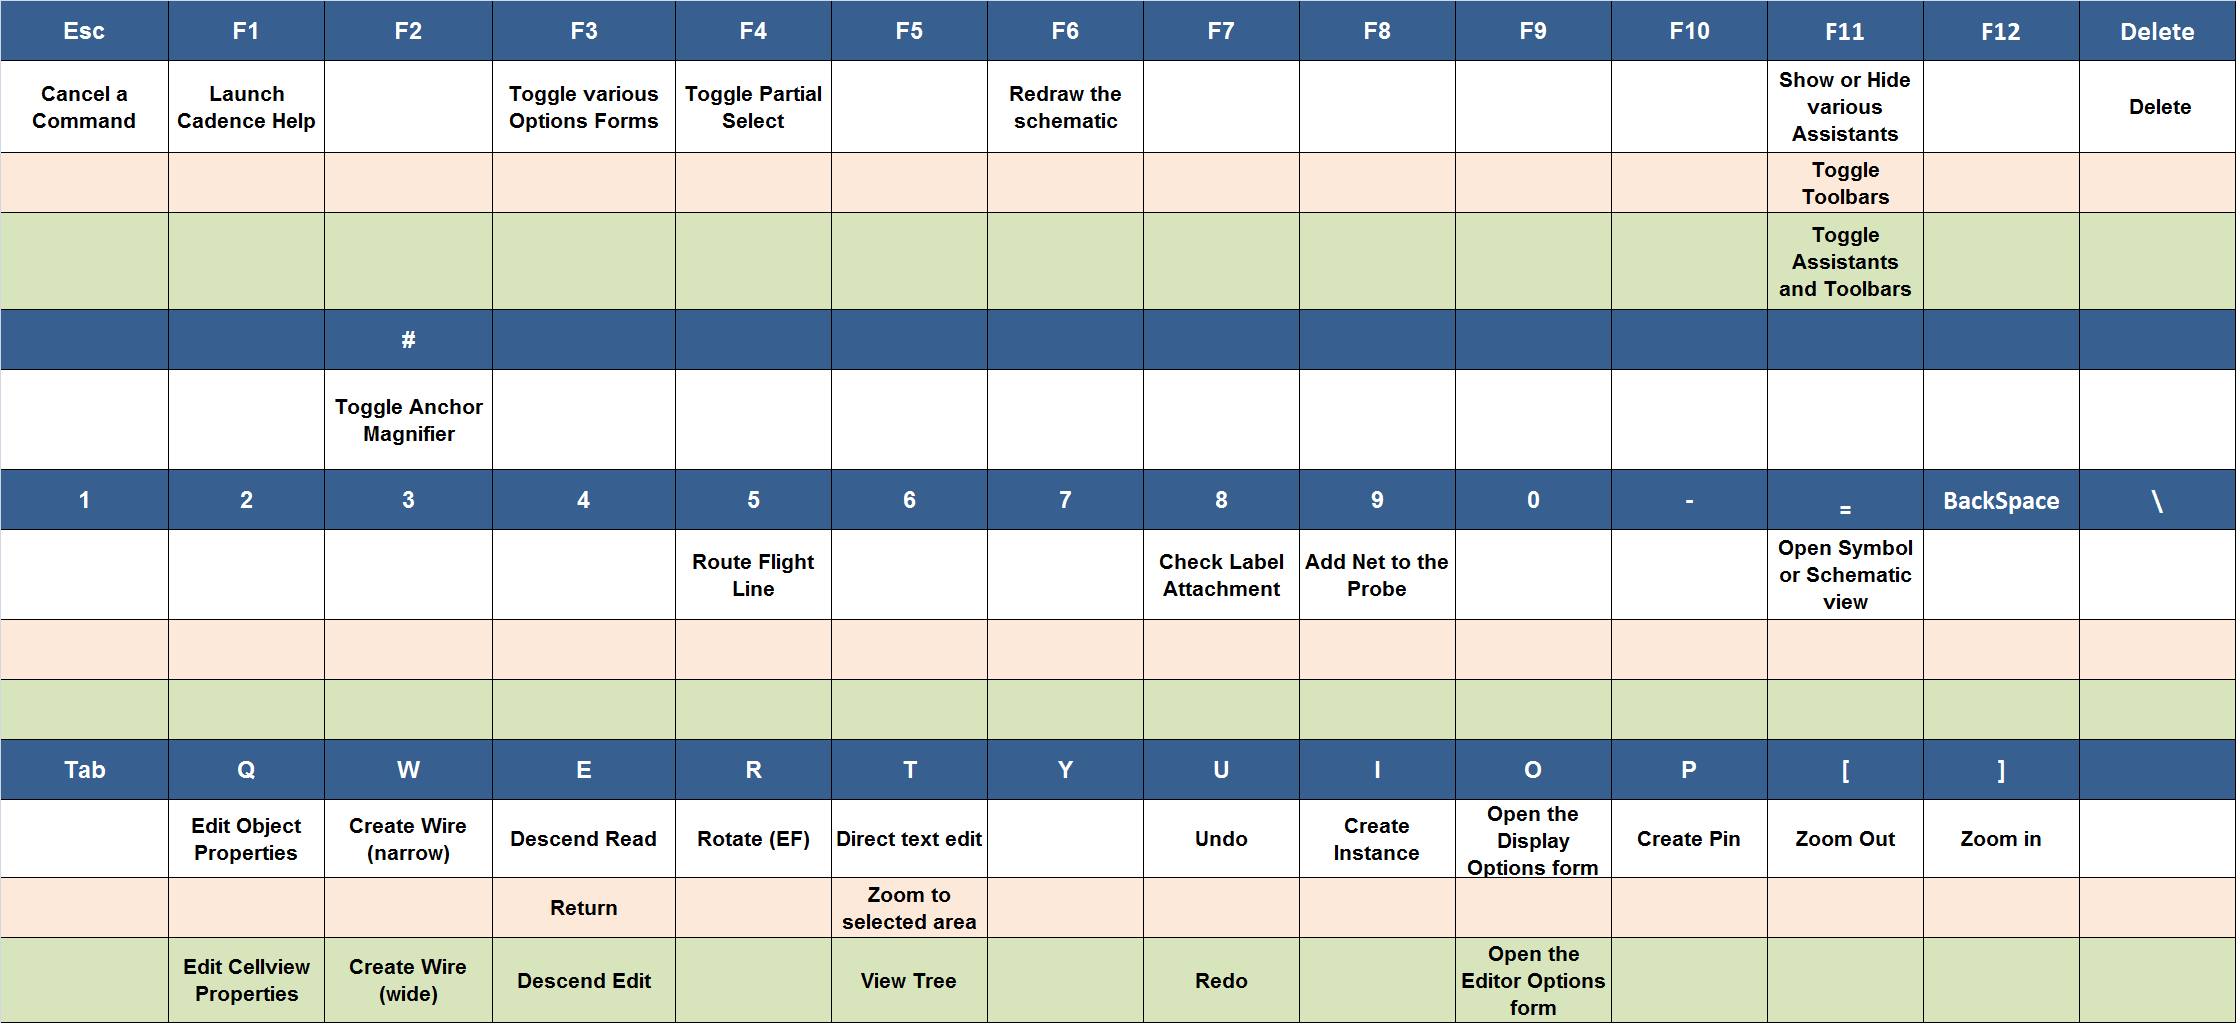 Esc F1 F2 F3 F4 F5 F6 F7 F8 F9 F10 F11 F12 Delete
Cancel a
Command
Launch
Cadence Help
Toggle various
Options Forms
Toggle Partial
Select
Redraw the
schematic
Show or Hide
various
Assistants
Delete
Toggle
Toolbars
Toggle
Assistants
and Toolbars
#
Toggle Anchor
Magnifier
1 2 3 4 5 6 7 8 9 0 - = BackSpace \
Route Flight
Line
Check Label
Attachment
Add Net to the
Probe
Open Symbol
or Schematic
view
Tab Q W E R T Y U I O P [ ]
Edit Object
Properties
Create Wire
(narrow)
Descend Read
Rotate (EF)
Direct text edit
Undo
Create
Instance
Open the
Display
Options form
Create Pin
Zoom Out
Zoom in
Return
Zoom to
selected area
Edit Cellview
Properties
Create Wire
(wide)
Descend Edit
View Tree
Redo
Open the
Editor Options
form